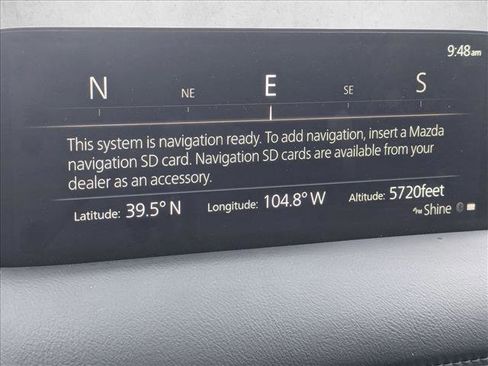 9:48am
N NE E SE S
This system is navigation ready. To add navigation, insert a Mazda
navigation SD card. Navigation SD cards are available from your
dealer as an accessory.
Latitude: 39.5° N Longitude: 104.8° W Altitude: 5720feet
FM Shine